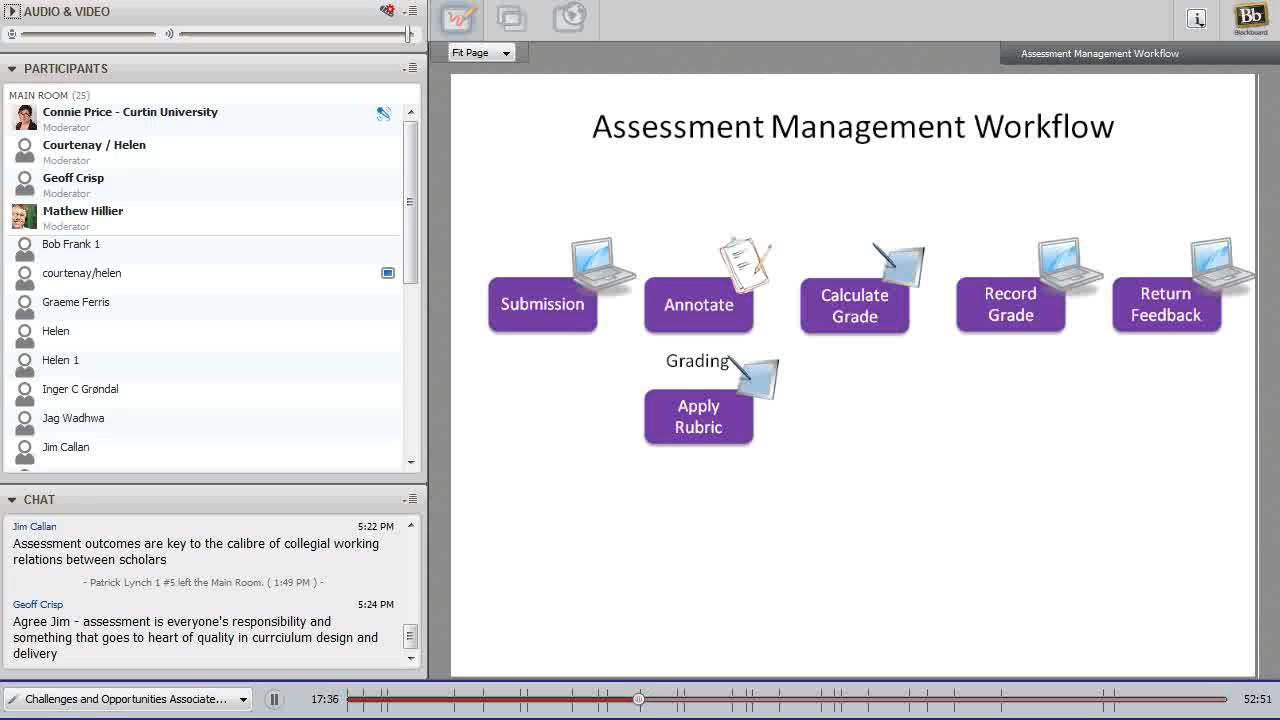 AUDIO & VIDEO
PARTICIPANTS
MAIN ROOM (25)
Connie Price - Curtin University
Moderator
Courtenay / Helen
Moderator
Geoff Crisp
Moderator
Mathew Hillier
Moderator
Bob Frank 1
courtenay/helen
Graeme Ferris
Helen
Helen 1
Inger C Grøndal
Jag Wadhwa
Jim Callan
CHAT
Jim Callan 5:22 PM
Assessment outcomes are key to the calibre of collegial working
relations between scholars
- Patrick Lynch 1 #5 left the Main Room. ( 1:49 PM ) -
Geoff Crisp 5:24 PM
Agree Jim - assessment is everyone's responsibility and
something that goes to heart of quality in currciulum design and
delivery
Fit Page
Assessment Management Workflow
Bb
Blackboard
Assessment Management Workflow
Submission
Annotate
Calculate
Grade
Record
Grade
Return
Feedback
Grading
Apply
Rubric
Challenges and Opportunities Associate...
17:36
52:51